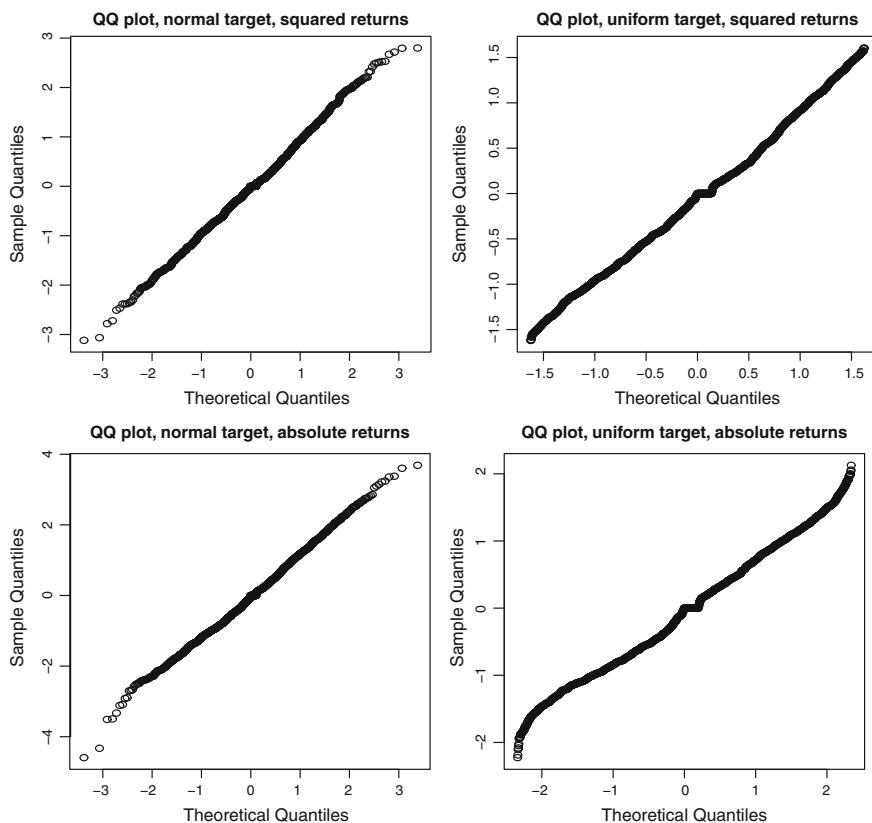 QQ plot, normal target, squared returns
Sample Quantiles
3
2
1
0
−1
−2
−3
−3 −2 −1 0 1 2 3
Theoretical Quantiles
QQ plot, uniform target, squared returns
Sample Quantiles
1.5
1.0
0.5
0.0
−0.5
−1.0
−1.5
−1.5 −1.0 −0.5 0.0 0.5 1.0 1.5
Theoretical Quantiles
QQ plot, normal target, absolute returns
Sample Quantiles
4
2
0
−2
−4
−3 −2 −1 0 1 2 3
Theoretical Quantiles
QQ plot, uniform target, absolute returns
Sample Quantiles
2
1
0
−1
−2
−2 −1 0 1 2
Theoretical Quantiles